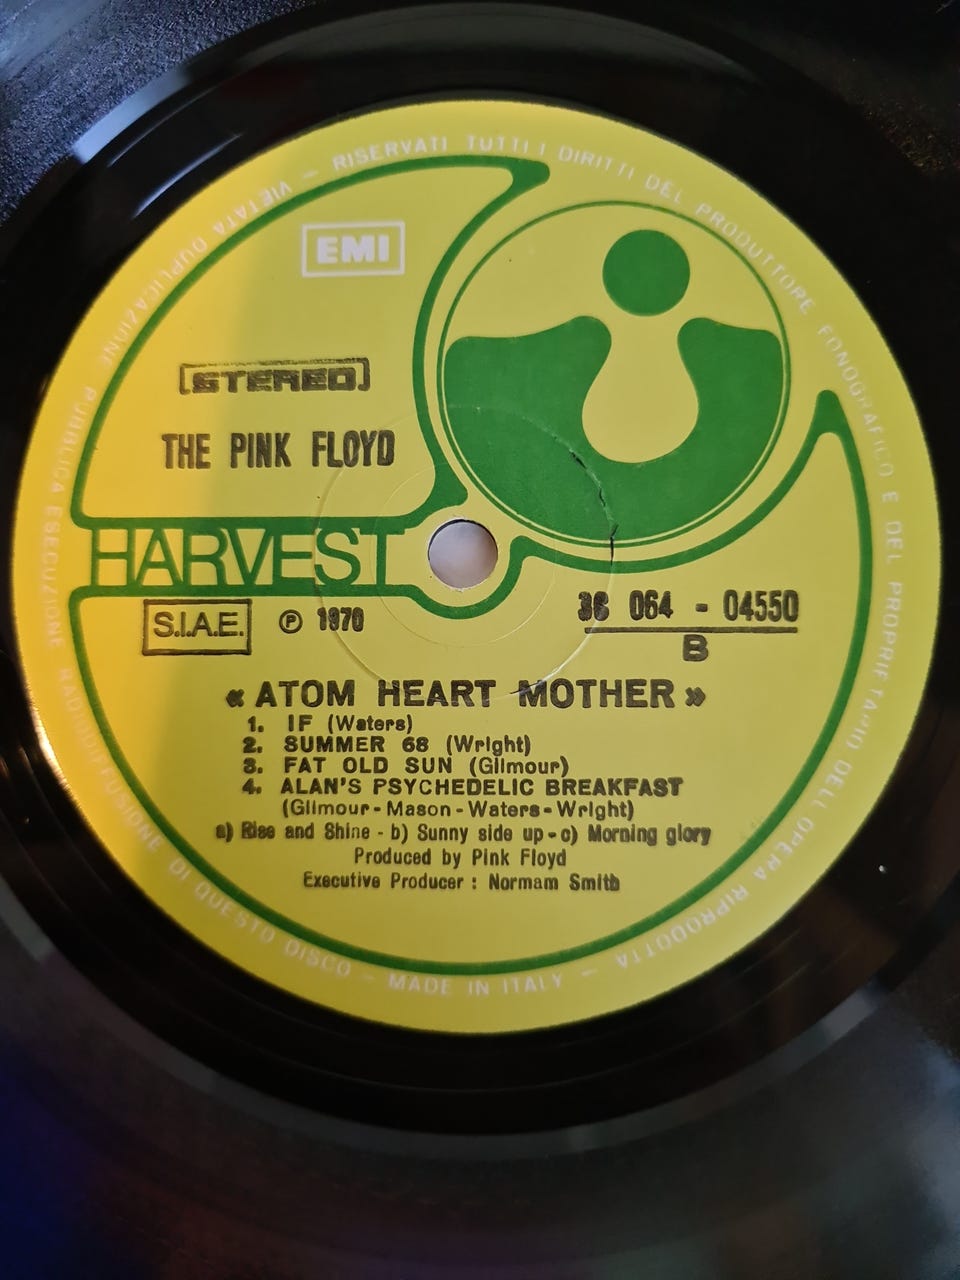 VIETATA DUPLICAZIONE PUBBLICA ESECUZIONE RADIODIFFUSIONE DI QUESTO DISCO – MADE IN ITALY –
RISERVATI TUTTI I DIRITTI DEL PRODUTTORE FONOGRAFICO E DEL PROPRIETARIO DELL OPERA RIPRODOTTA
EMI
[STEREO]
THE PINK FLOYD
HARVEST
S.I.A.E.
℗ 1970
3C 064 - 04550
B
« ATOM HEART MOTHER »
1. IF (Waters)
2. SUMMER 68 (Wright)
3. FAT OLD SUN (Gilmour)
4. ALAN'S PSYCHEDELIC BREAKFAST
(Gilmour - Mason - Waters - Wright)
a) Rise and Shine - b) Sunny side up - c) Morning glory
Produced by Pink Floyd
Executive Producer : Normam Smith